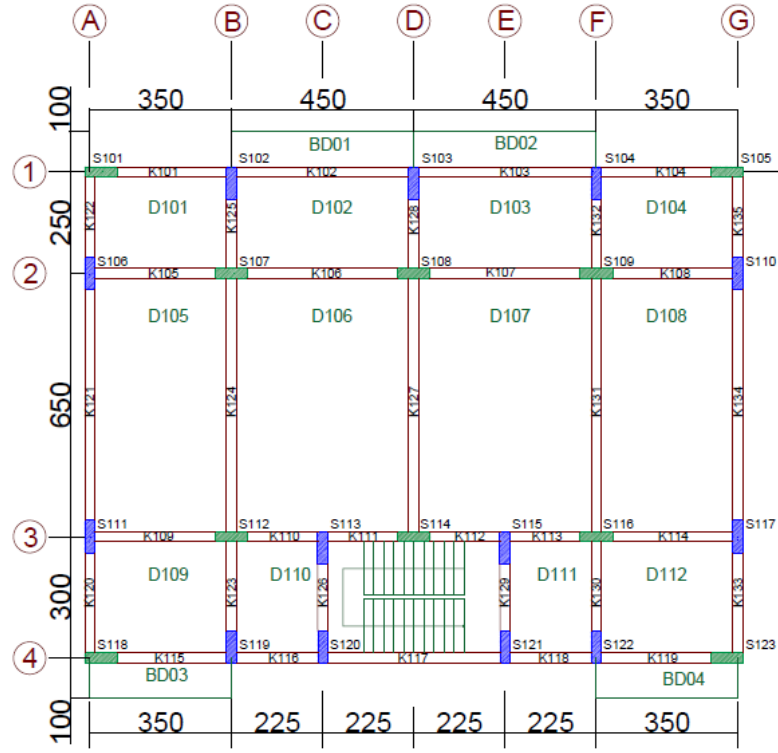 A B C D E F G
100 350 450 450 350
BD01 BD02
S101 S102 S103 S104 S105
1 K101 K102 K103 K104
250 K122 D101 K125 D102 K128 D103 K132 D104 K135
S106 S107 S108 S109 S110
2 K105 K106 K107 K108
D105 D106 D107 D108
650 K121 K124 K127 K131 K134
S111 S112 S113 S114 S115 S116 S117
3 K109 K110 K111 K112 K113 K114
300 K120 D109 K123 D110 K126 K129 D111 K130 D112 K133
S118 S119 S120 S121 S122 S123
4 K115 K116 K117 K118 K119
BD03 BD04
100 350 225 225 225 225 350